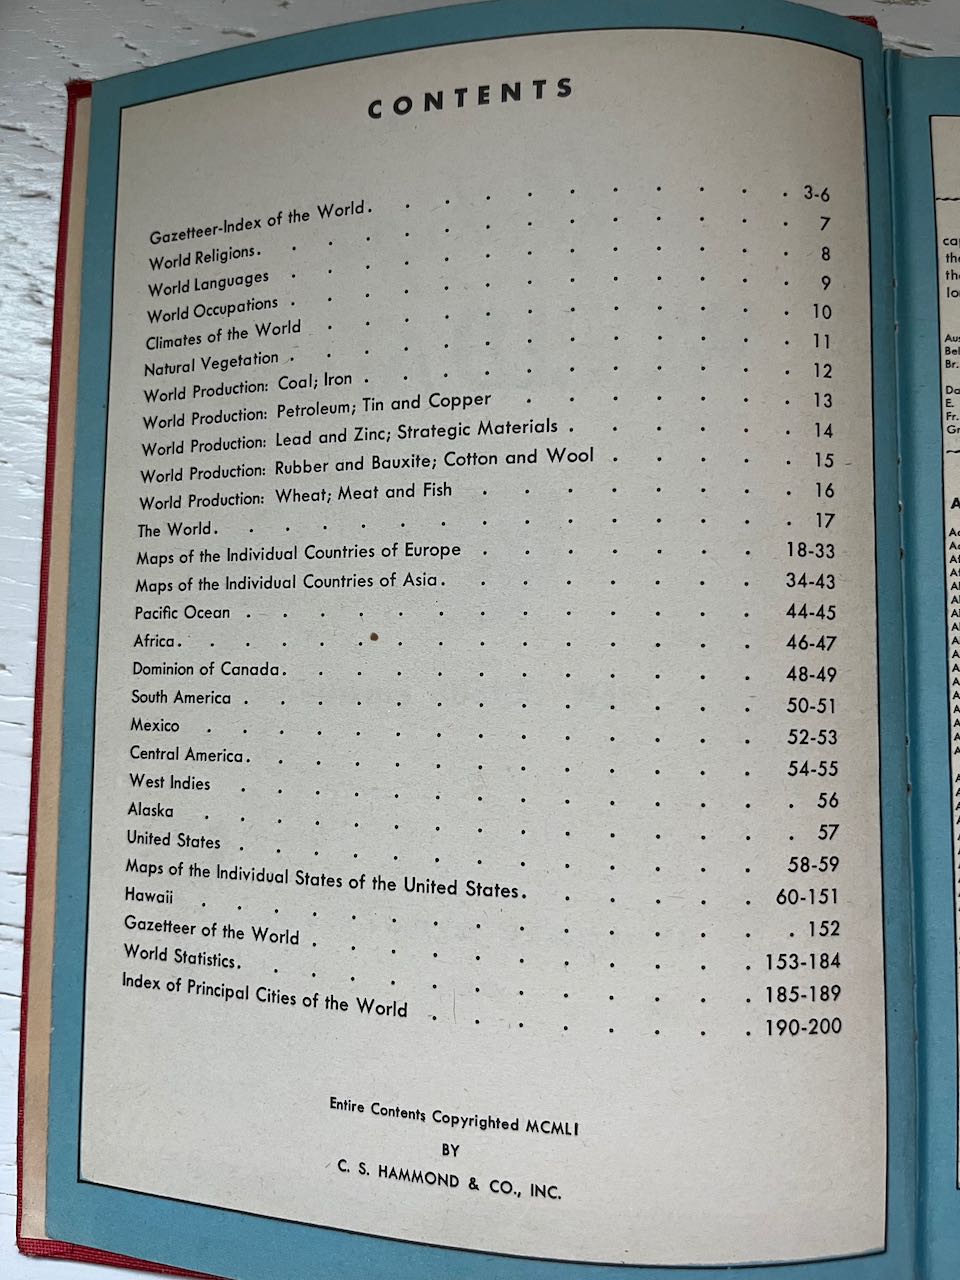 CONTENTS
Gazetteer-Index of the World . . . . . . . . . . . 3-6
World Religions . . . . . . . . . . . . . 7
World Languages . . . . . . . . . . . . . 8
World Occupations . . . . . . . . . . . . . 9
Climates of the World . . . . . . . . . . . . 10
Natural Vegetation . . . . . . . . . . . . . 11
World Production: Coal; Iron . . . . . . . . . . . 12
World Production: Petroleum; Tin and Copper . . . . . . . 13
World Production: Lead and Zinc; Strategic Materials . . . . . . 14
World Production: Rubber and Bauxite; Cotton and Wool . . . . . 15
World Production: Wheat; Meat and Fish . . . . . . . . 16
The World . . . . . . . . . . . . . . 17
Maps of the Individual Countries of Europe . . . . . . . 18-33
Maps of the Individual Countries of Asia . . . . . . . . 34-43
Pacific Ocean . . . . . . . . . . . . . 44-45
Africa . . . . . . . . . . . . . . 46-47
Dominion of Canada . . . . . . . . . . . . 48-49
South America . . . . . . . . . . . . . 50-51
Mexico . . . . . . . . . . . . . . 52-53
Central America . . . . . . . . . . . . . 54-55
West Indies . . . . . . . . . . . . . . 56
Alaska . . . . . . . . . . . . . . . 57
United States . . . . . . . . . . . . . 58-59
Maps of the Individual States of the United States . . . . . . 60-151
Hawaii . . . . . . . . . . . . . . . 152
Gazetteer of the World . . . . . . . . . . . 153-184
World Statistics . . . . . . . . . . . . . 185-189
Index of Principal Cities of the World . . . . . . . . 190-200
Entire Contents Copyrighted MCMLI
BY
C. S. HAMMOND & CO., INC.